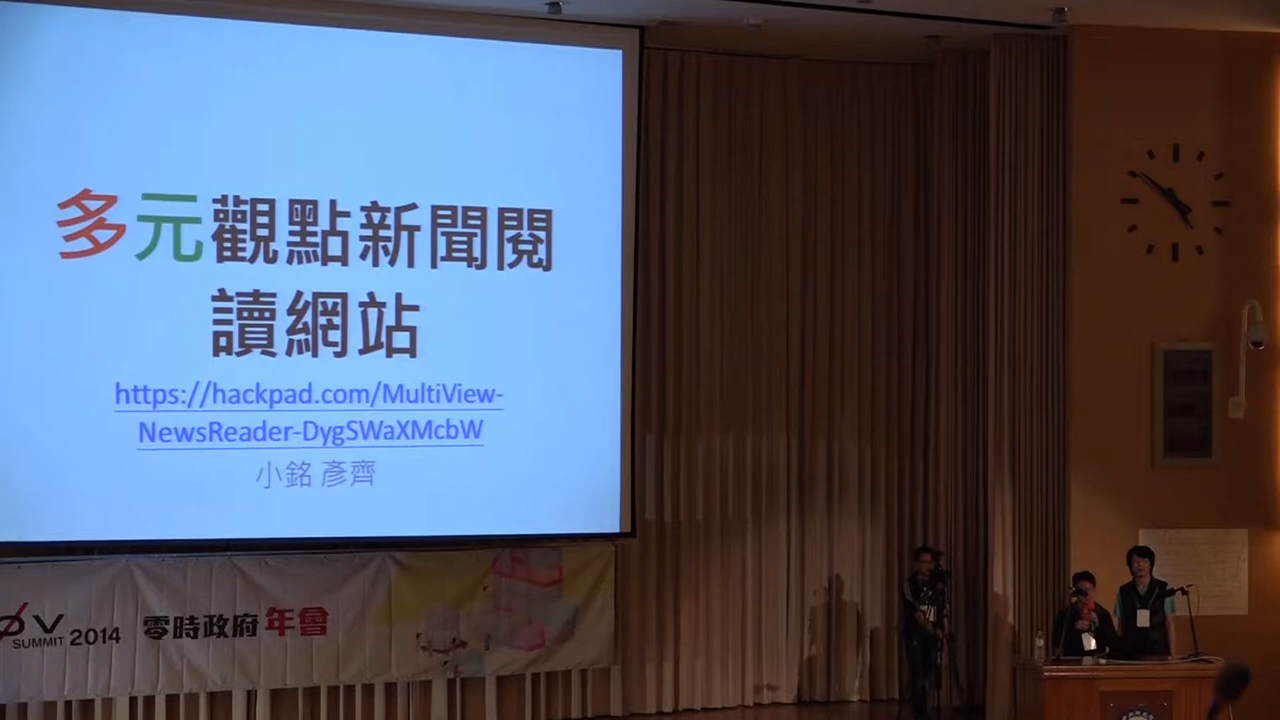 多元觀點新聞閱
讀網站
https://hackpad.com/MultiView-
NewsReader-DygSWaXMcbW
小銘 彥齊
0V
SUMMIT 2014
零時政府年會